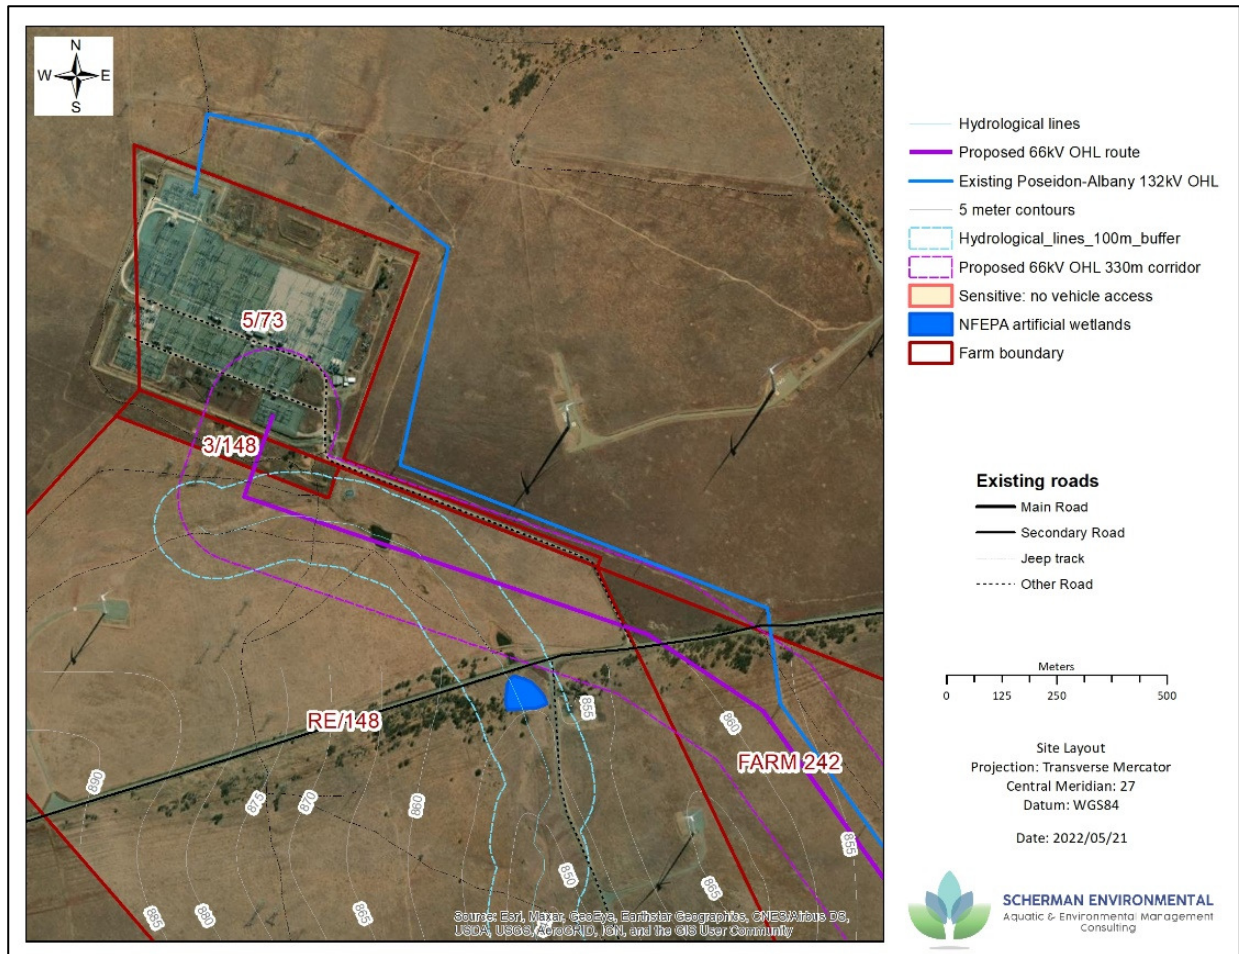 N
W E
S
5/73
3/148
RE/148
FARM 242
890
885
880
875
870
865
860
855
850
865
860
855
Source: Esri, Maxar, GeoEye, Earthstar Geographics, CNES/Airbus DS,
USDA, USGS, AeroGRID, IGN, and the GIS User Community
Hydrological lines
Proposed 66kV OHL route
Existing Poseidon-Albany 132kV OHL
5 meter contours
Hydrological_lines_100m_buffer
Proposed 66kV OHL 330m corridor
Sensitive: no vehicle access
NFEPA artificial wetlands
Farm boundary
Existing roads
Main Road
Secondary Road
Jeep track
Other Road
Meters
0 125 250 500
Site Layout
Projection: Transverse Mercator
Central Meridian: 27
Datum: WGS84
Date: 2022/05/21
SCHERMAN ENVIRONMENTAL
Aquatic & Environmental Management
Consulting